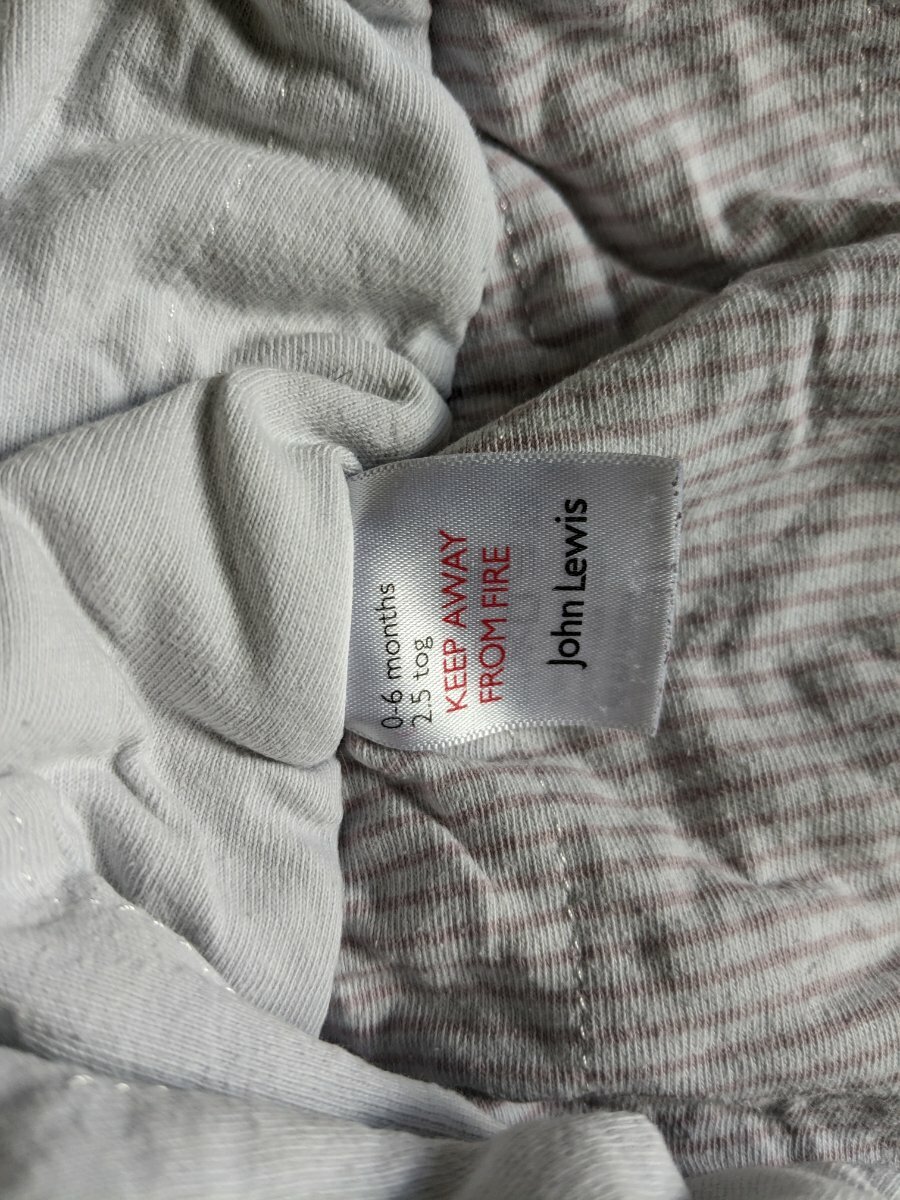 0-6 months
2.5 tog
KEEP AWAY
FROM FIRE
John Lewis